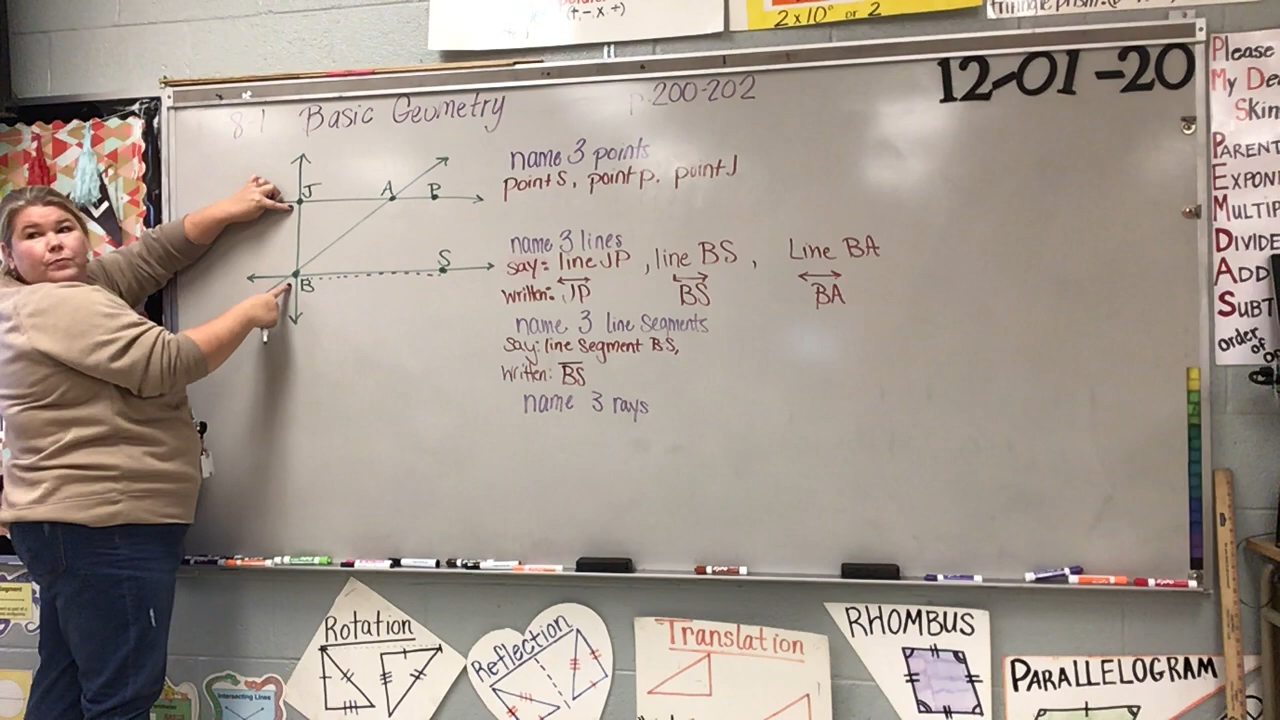 (+, -, x, ÷)
2 x 10° or 2
12-01-20
8-1 Basic Geometry p. 200-202
J
A
P
S
B
name 3 points
point S, point p. point J
name 3 lines
say: line JP, line BS, Line BA
written: JP BS BA
name 3 line segments
say: line segment BS,
written: BS
name 3 rays
Please
My De
Skin
PARENT
EXPON
MULTIP
DIVIDE
ADD
SUBT
order
of
Rotation
Reflection
Translation
RHOMBUS
PARALLELOGRAM
Intersecting Lines